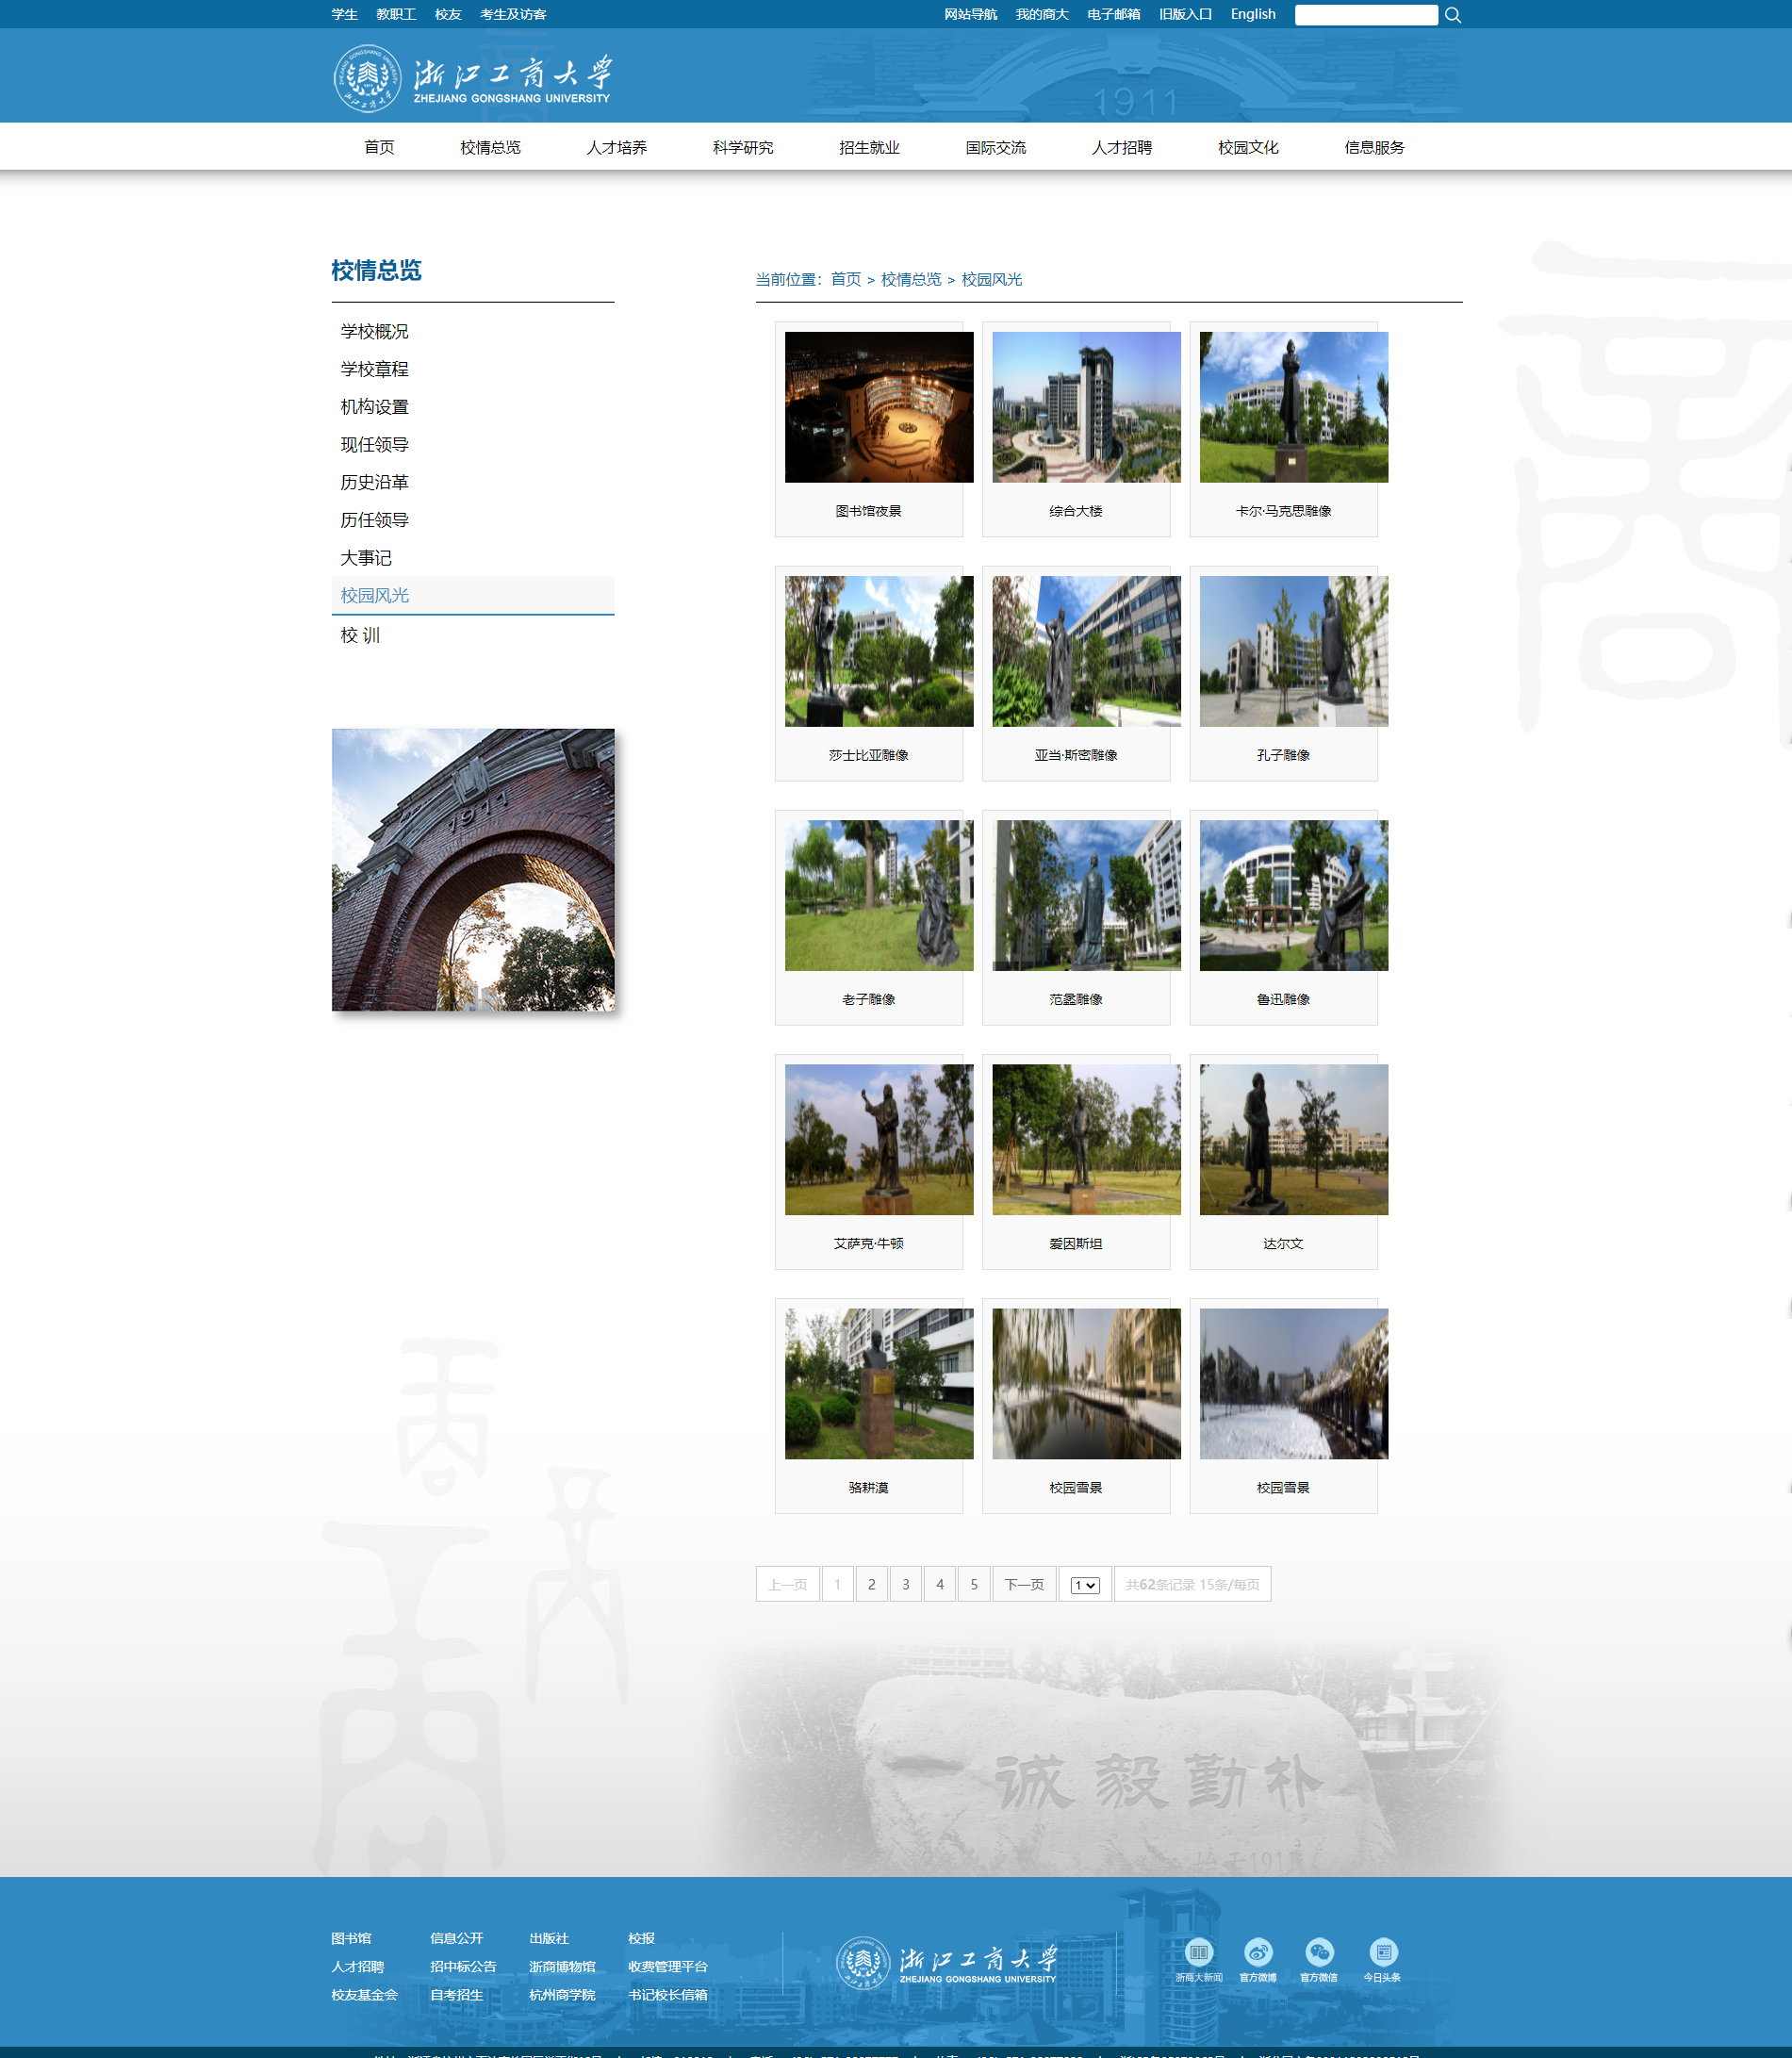 学生 教职工 校友 考生及访客 网站导航 我的商大 电子邮箱 旧版入口 English
浙江工商大学
ZHEJIANG GONGSHANG UNIVERSITY
1911
首页 校情总览 人才培养 科学研究 招生就业 国际交流 人才招聘 校园文化 信息服务
校情总览
学校概况
学校章程
机构设置
现任领导
历史沿革
历任领导
大事记
校园风光
校 训
1911
当前位置：首页 > 校情总览 > 校园风光
图书馆夜景 综合大楼 卡尔·马克思雕像
莎士比亚雕像 亚当·斯密雕像 孔子雕像
老子雕像 范蠡雕像 鲁迅雕像
艾萨克·牛顿 爱因斯坦 达尔文
骆耕漠 校园雪景 校园雪景
上一页 1 2 3 4 5 下一页 1 共62条记录 15条/每页
诚毅勤朴
始于1911
图书馆 信息公开 出版社 校报
人才招聘 招中标公告 浙商博物馆 收费管理平台
校友基金会 自考招生 杭州商学院 书记校长信箱
浙江工商大学
ZHEJIANG GONGSHANG UNIVERSITY
浙商大新闻 官方微博 官方微信 今日头条